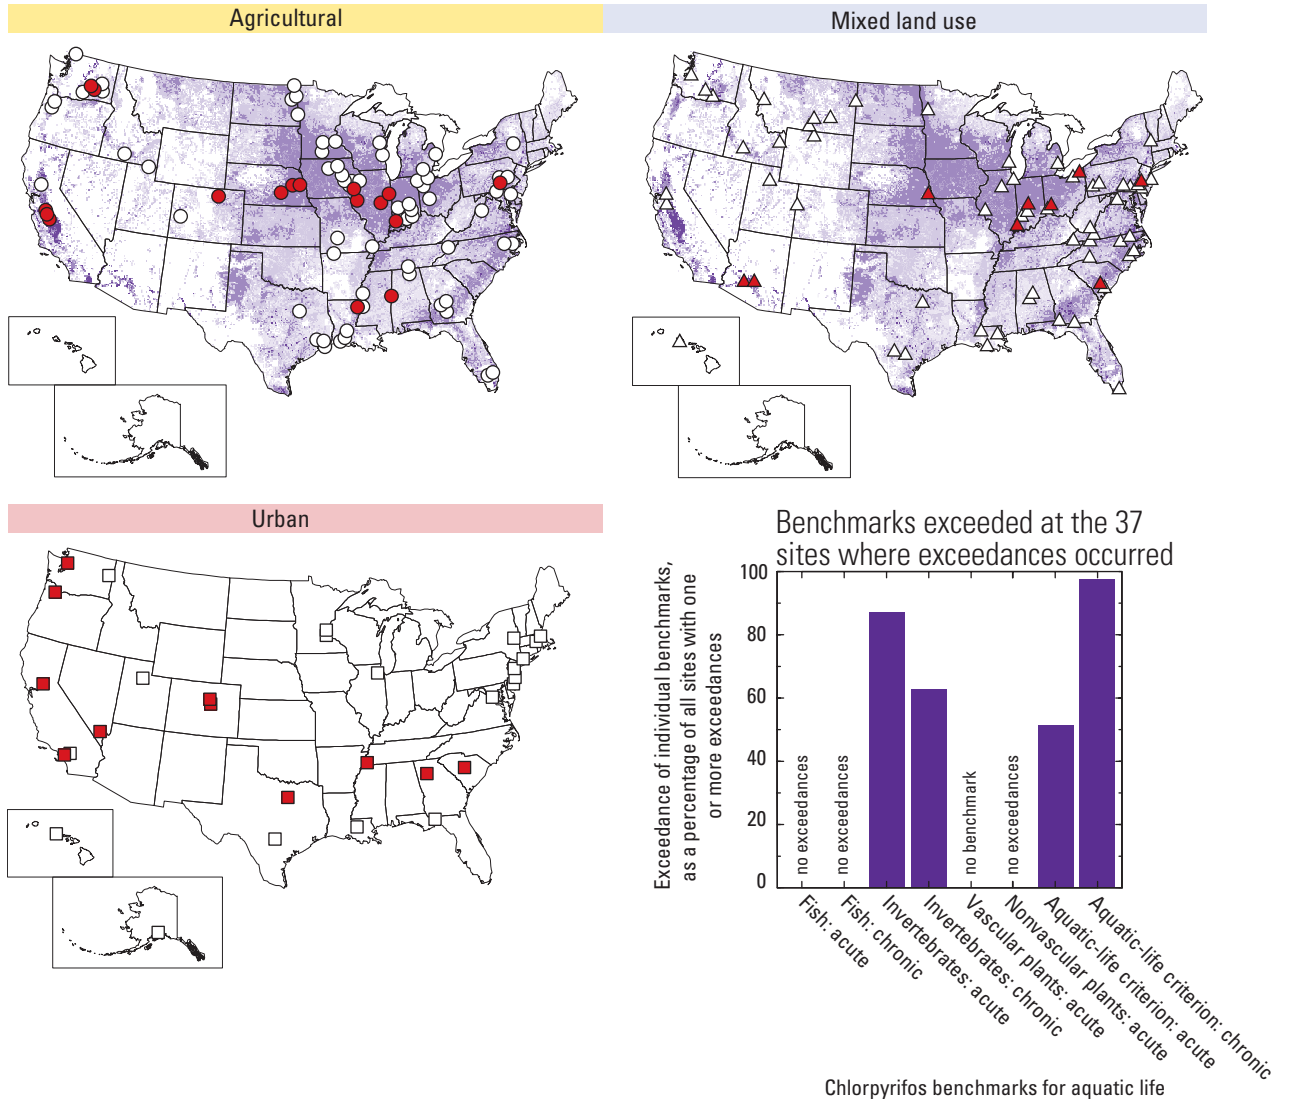 Agricultural
Mixed land use
Urban
Benchmarks exceeded at the 37
sites where exceedances occurred
Exceedance of individual benchmarks,
as a percentage of all sites with one
or more exceedances
100
80
60
40
20
0
no exceedances
no exceedances
no benchmark
no exceedances
Fish: acute
Fish: chronic
Invertebrates: acute
Invertebrates: chronic
Vascular plants: acute
Nonvascular plants: acute
Aquatic-life criterion: acute
Aquatic-life criterion: chronic
Chlorpyrifos benchmarks for aquatic life